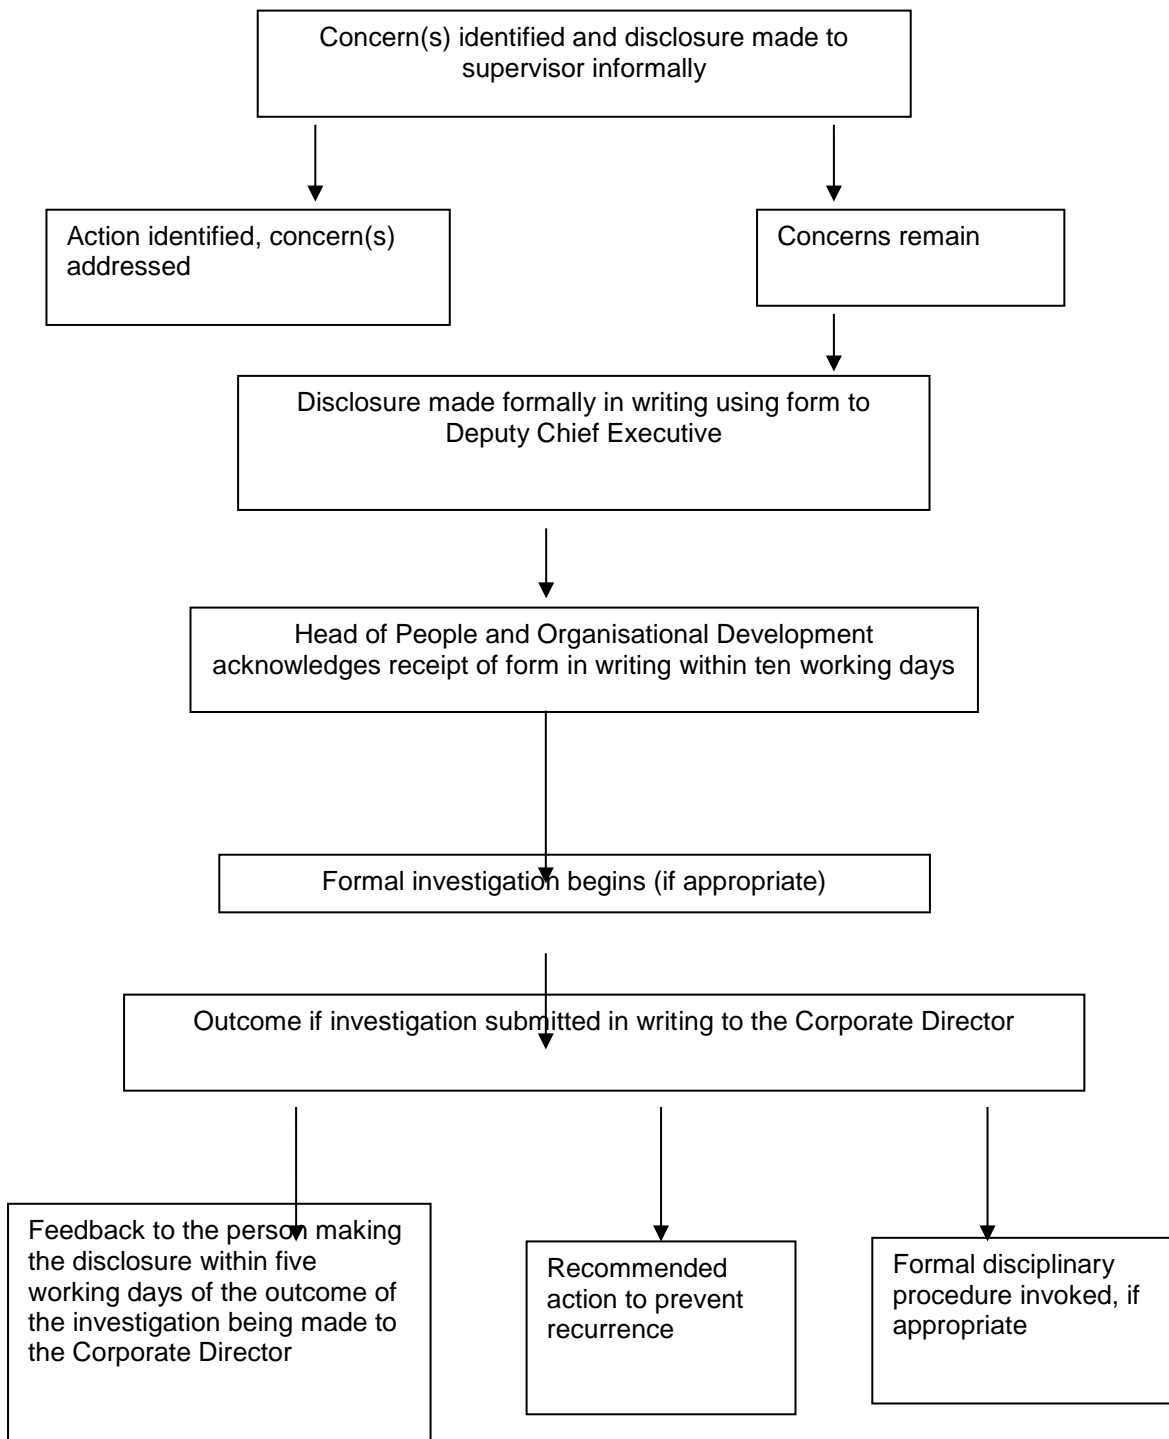 Concern(s) identified and disclosure made to
supervisor informally
Action identified, concern(s)
addressed
Concerns remain
Disclosure made formally in writing using form to
Deputy Chief Executive
Head of People and Organisational Development
acknowledges receipt of form in writing within ten working days
Formal investigation begins (if appropriate)
Outcome if investigation submitted in writing to the Corporate Director
Feedback to the person making
the disclosure within five
working days of the outcome of
the investigation being made to
the Corporate Director
Recommended
action to prevent
recurrence
Formal disciplinary
procedure invoked, if
appropriate